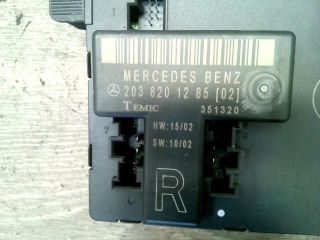 MERCEDES BENZ
203 820 12 85 [02]
TEMIC 351320
HW:15/02
SW:10/02
R